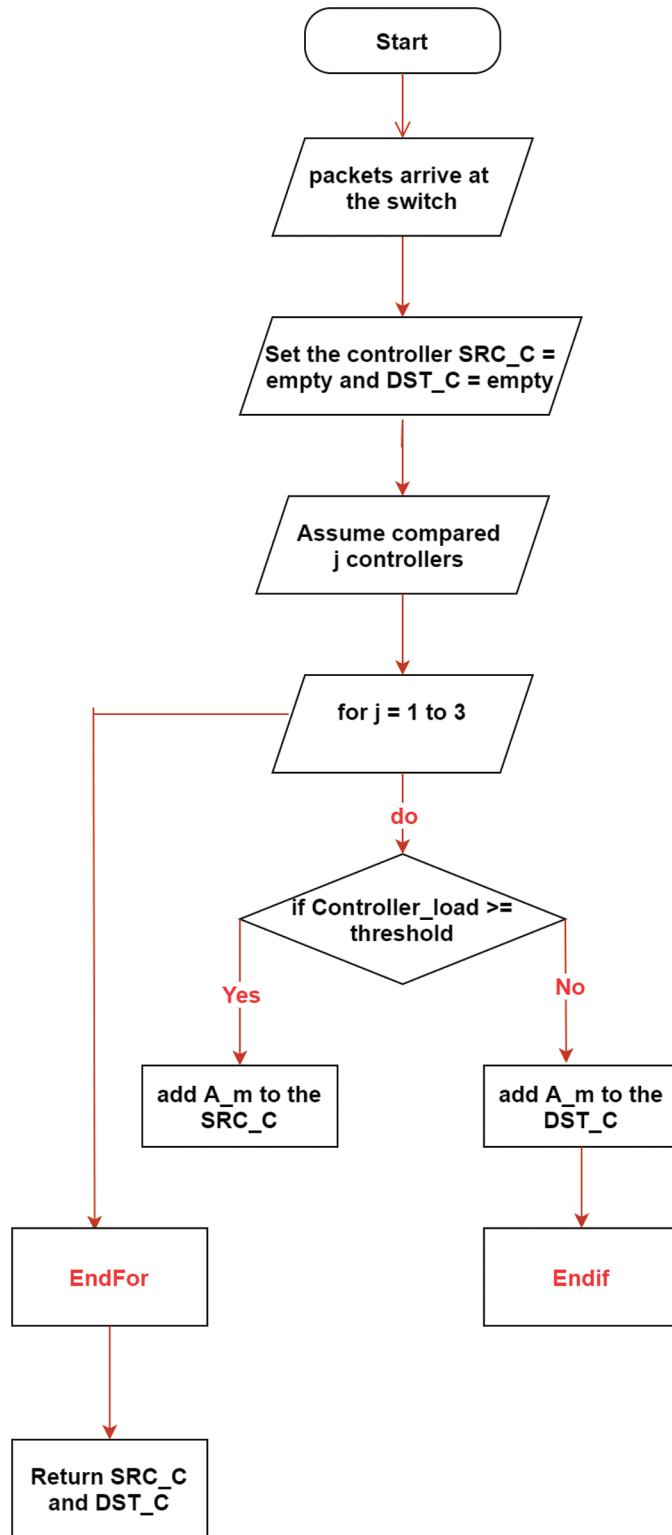 Start
packets arrive at
the switch
Set the controller SRC_C =
empty and DST_C = empty
Assume compared
j controllers
for j = 1 to 3
do
if Controller_load >=
threshold
Yes
No
add A_m to the
SRC_C
add A_m to the
DST_C
EndFor
Endif
Return SRC_C
and DST_C